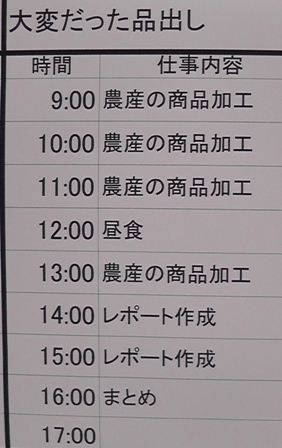 大変だった品出し
時間 仕事内容
9:00 農産の商品加工
10:00 農産の商品加工
11:00 農産の商品加工
12:00 昼食
13:00 農産の商品加工
14:00 レポート作成
15:00 レポート作成
16:00 まとめ
17:00